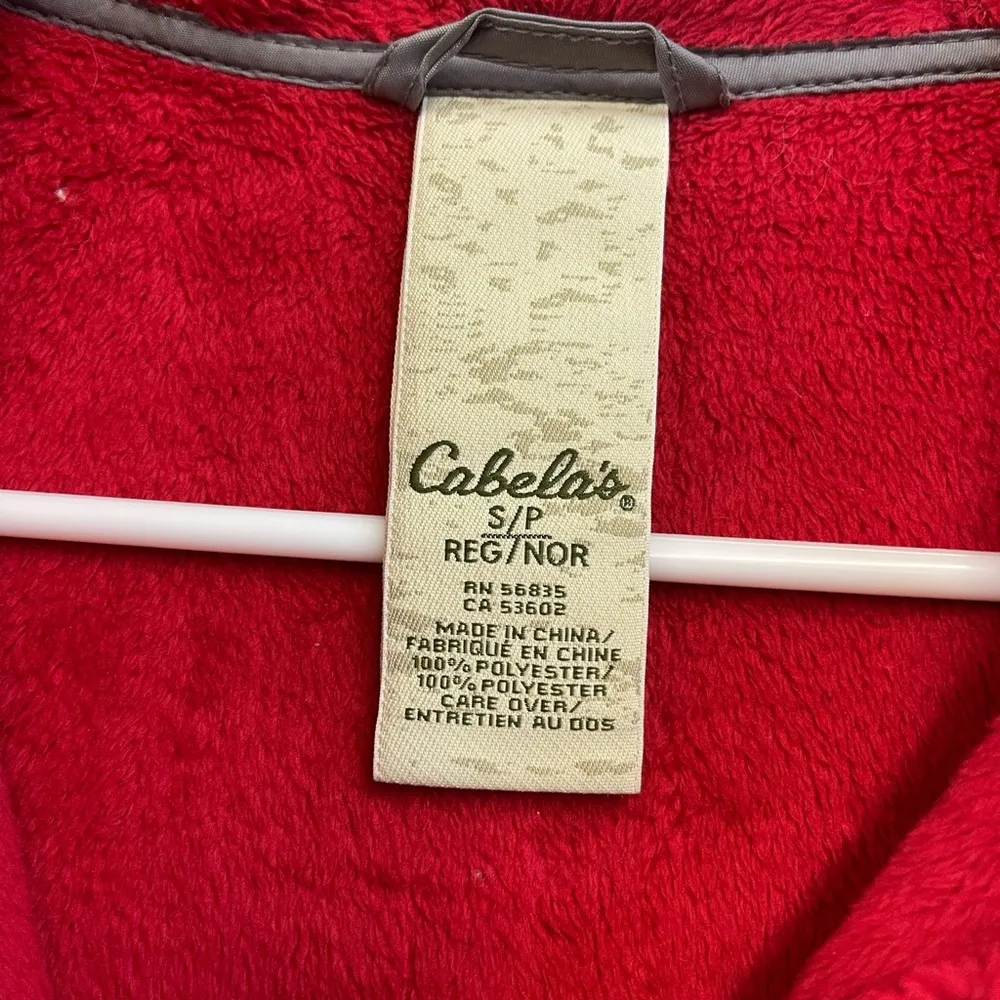 Cabela's®
S/P
REG/NOR
RN 56835
CA 53602
MADE IN CHINA/
FABRIQUÉ EN CHINE
100% POLYESTER/
100% POLYESTER
CARE OVER/
ENTRETIEN AU DOS